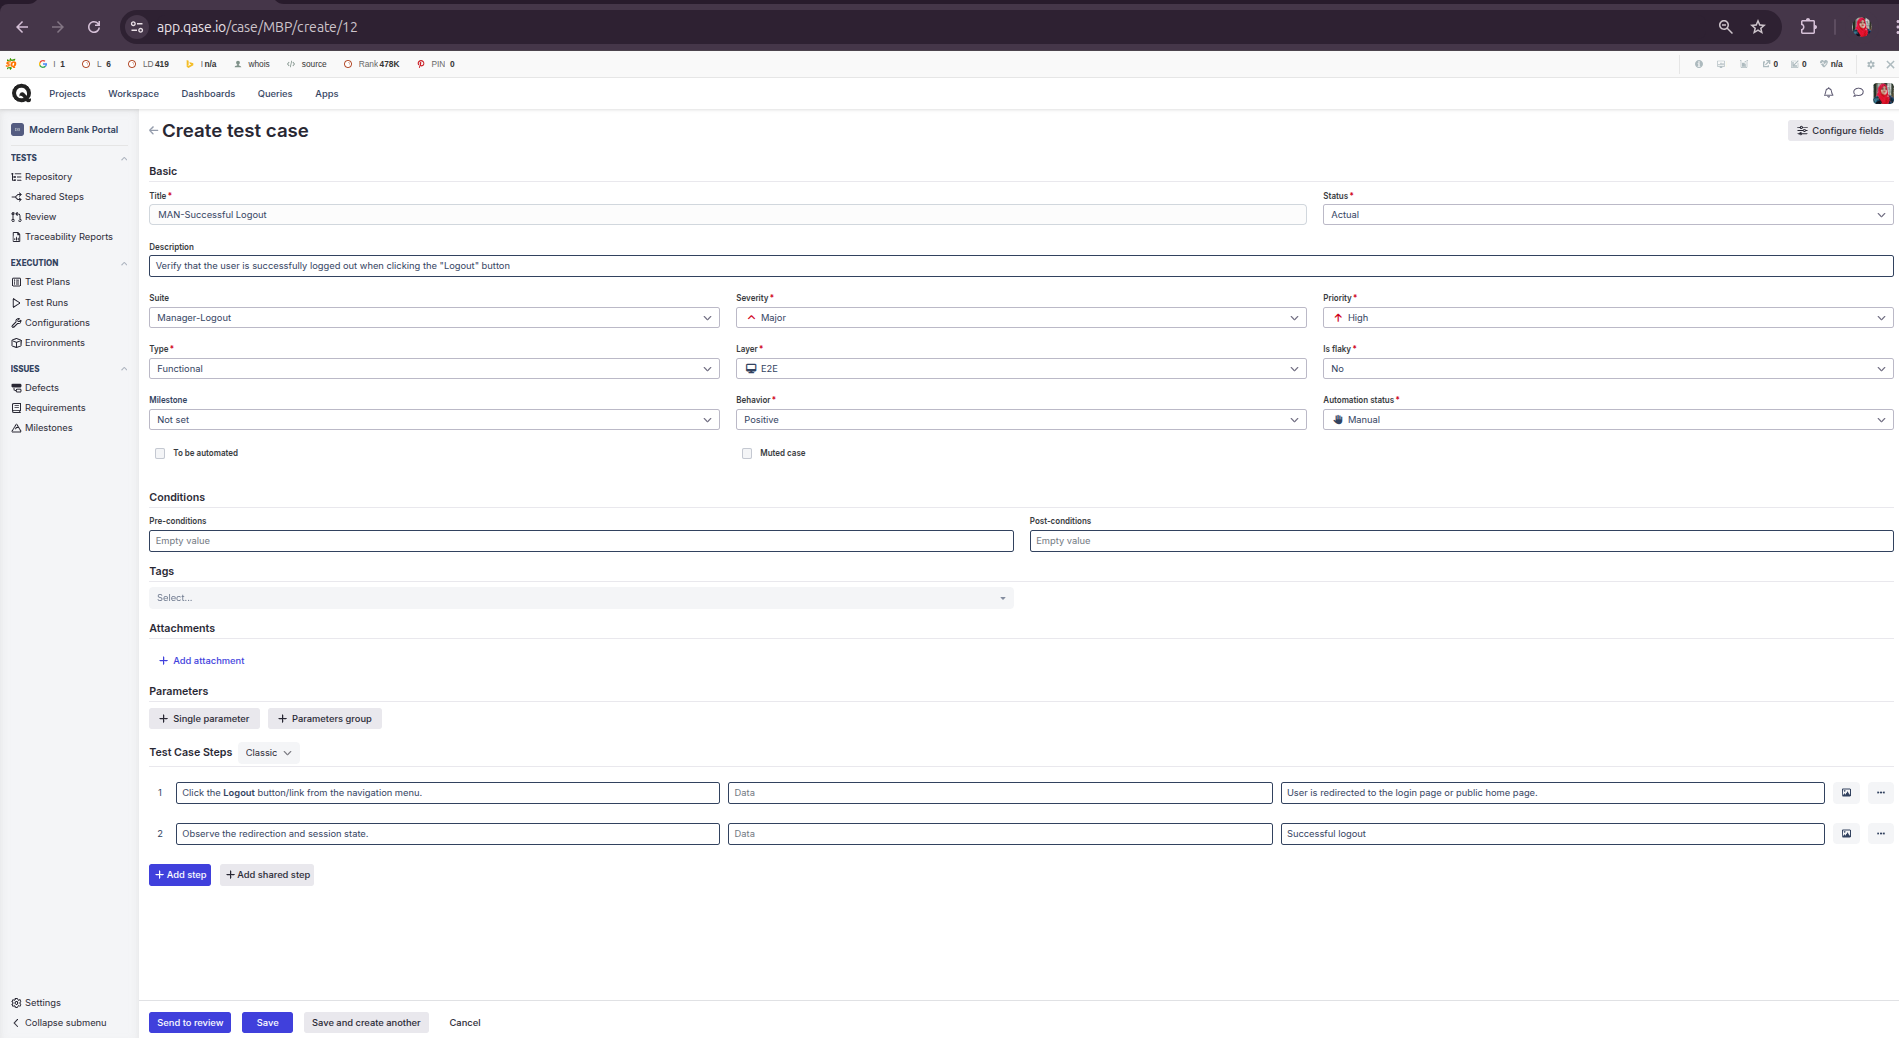 app.qase.io/case/MBP/create/12
I 1 L 6 LD 419 I n/a whois source Rank 478K PIN 0 0 0 n/a
Projects Workspace Dashboards Queries Apps
Modern Bank Portal
TESTS
Repository
Shared Steps
Review
Traceability Reports
EXECUTION
Test Plans
Test Runs
Configurations
Environments
ISSUES
Defects
Requirements
Milestones
Settings
Collapse submenu
Create test case
Configure fields
Basic
Title * Status *
MAN-Successful Logout Actual
Description
Verify that the user is successfully logged out when clicking the "Logout" button
Suite Severity * Priority *
Manager-Logout Major High
Type * Layer * Is flaky *
Functional E2E No
Milestone Behavior * Automation status *
Not set Positive Manual
To be automated Muted case
Conditions
Pre-conditions Post-conditions
Empty value Empty value
Tags
Select...
Attachments
+ Add attachment
Parameters
+ Single parameter + Parameters group
Test Case Steps Classic
1 Click the Logout button/link from the navigation menu. Data User is redirected to the login page or public home page.
2 Observe the redirection and session state. Data Successful logout
+ Add step + Add shared step
Send to review Save Save and create another Cancel